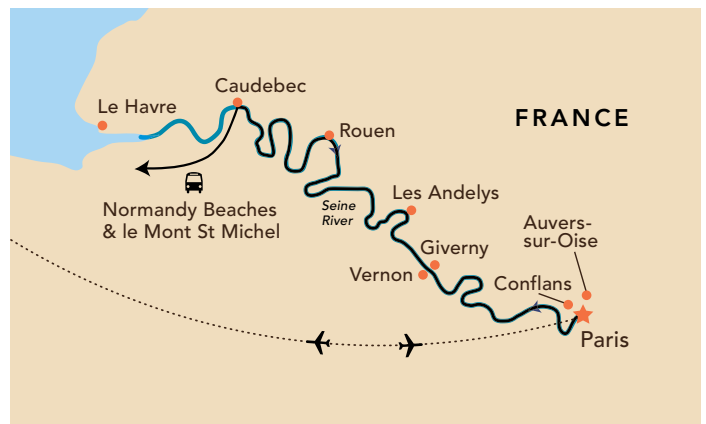 Caudebec
Le Havre
FRANCE
Rouen
Les Andelys
Seine
River
Normandy Beaches
& le Mont St Michel
Auvers-
sur-Oise
Giverny
Vernon
Conflans
Paris